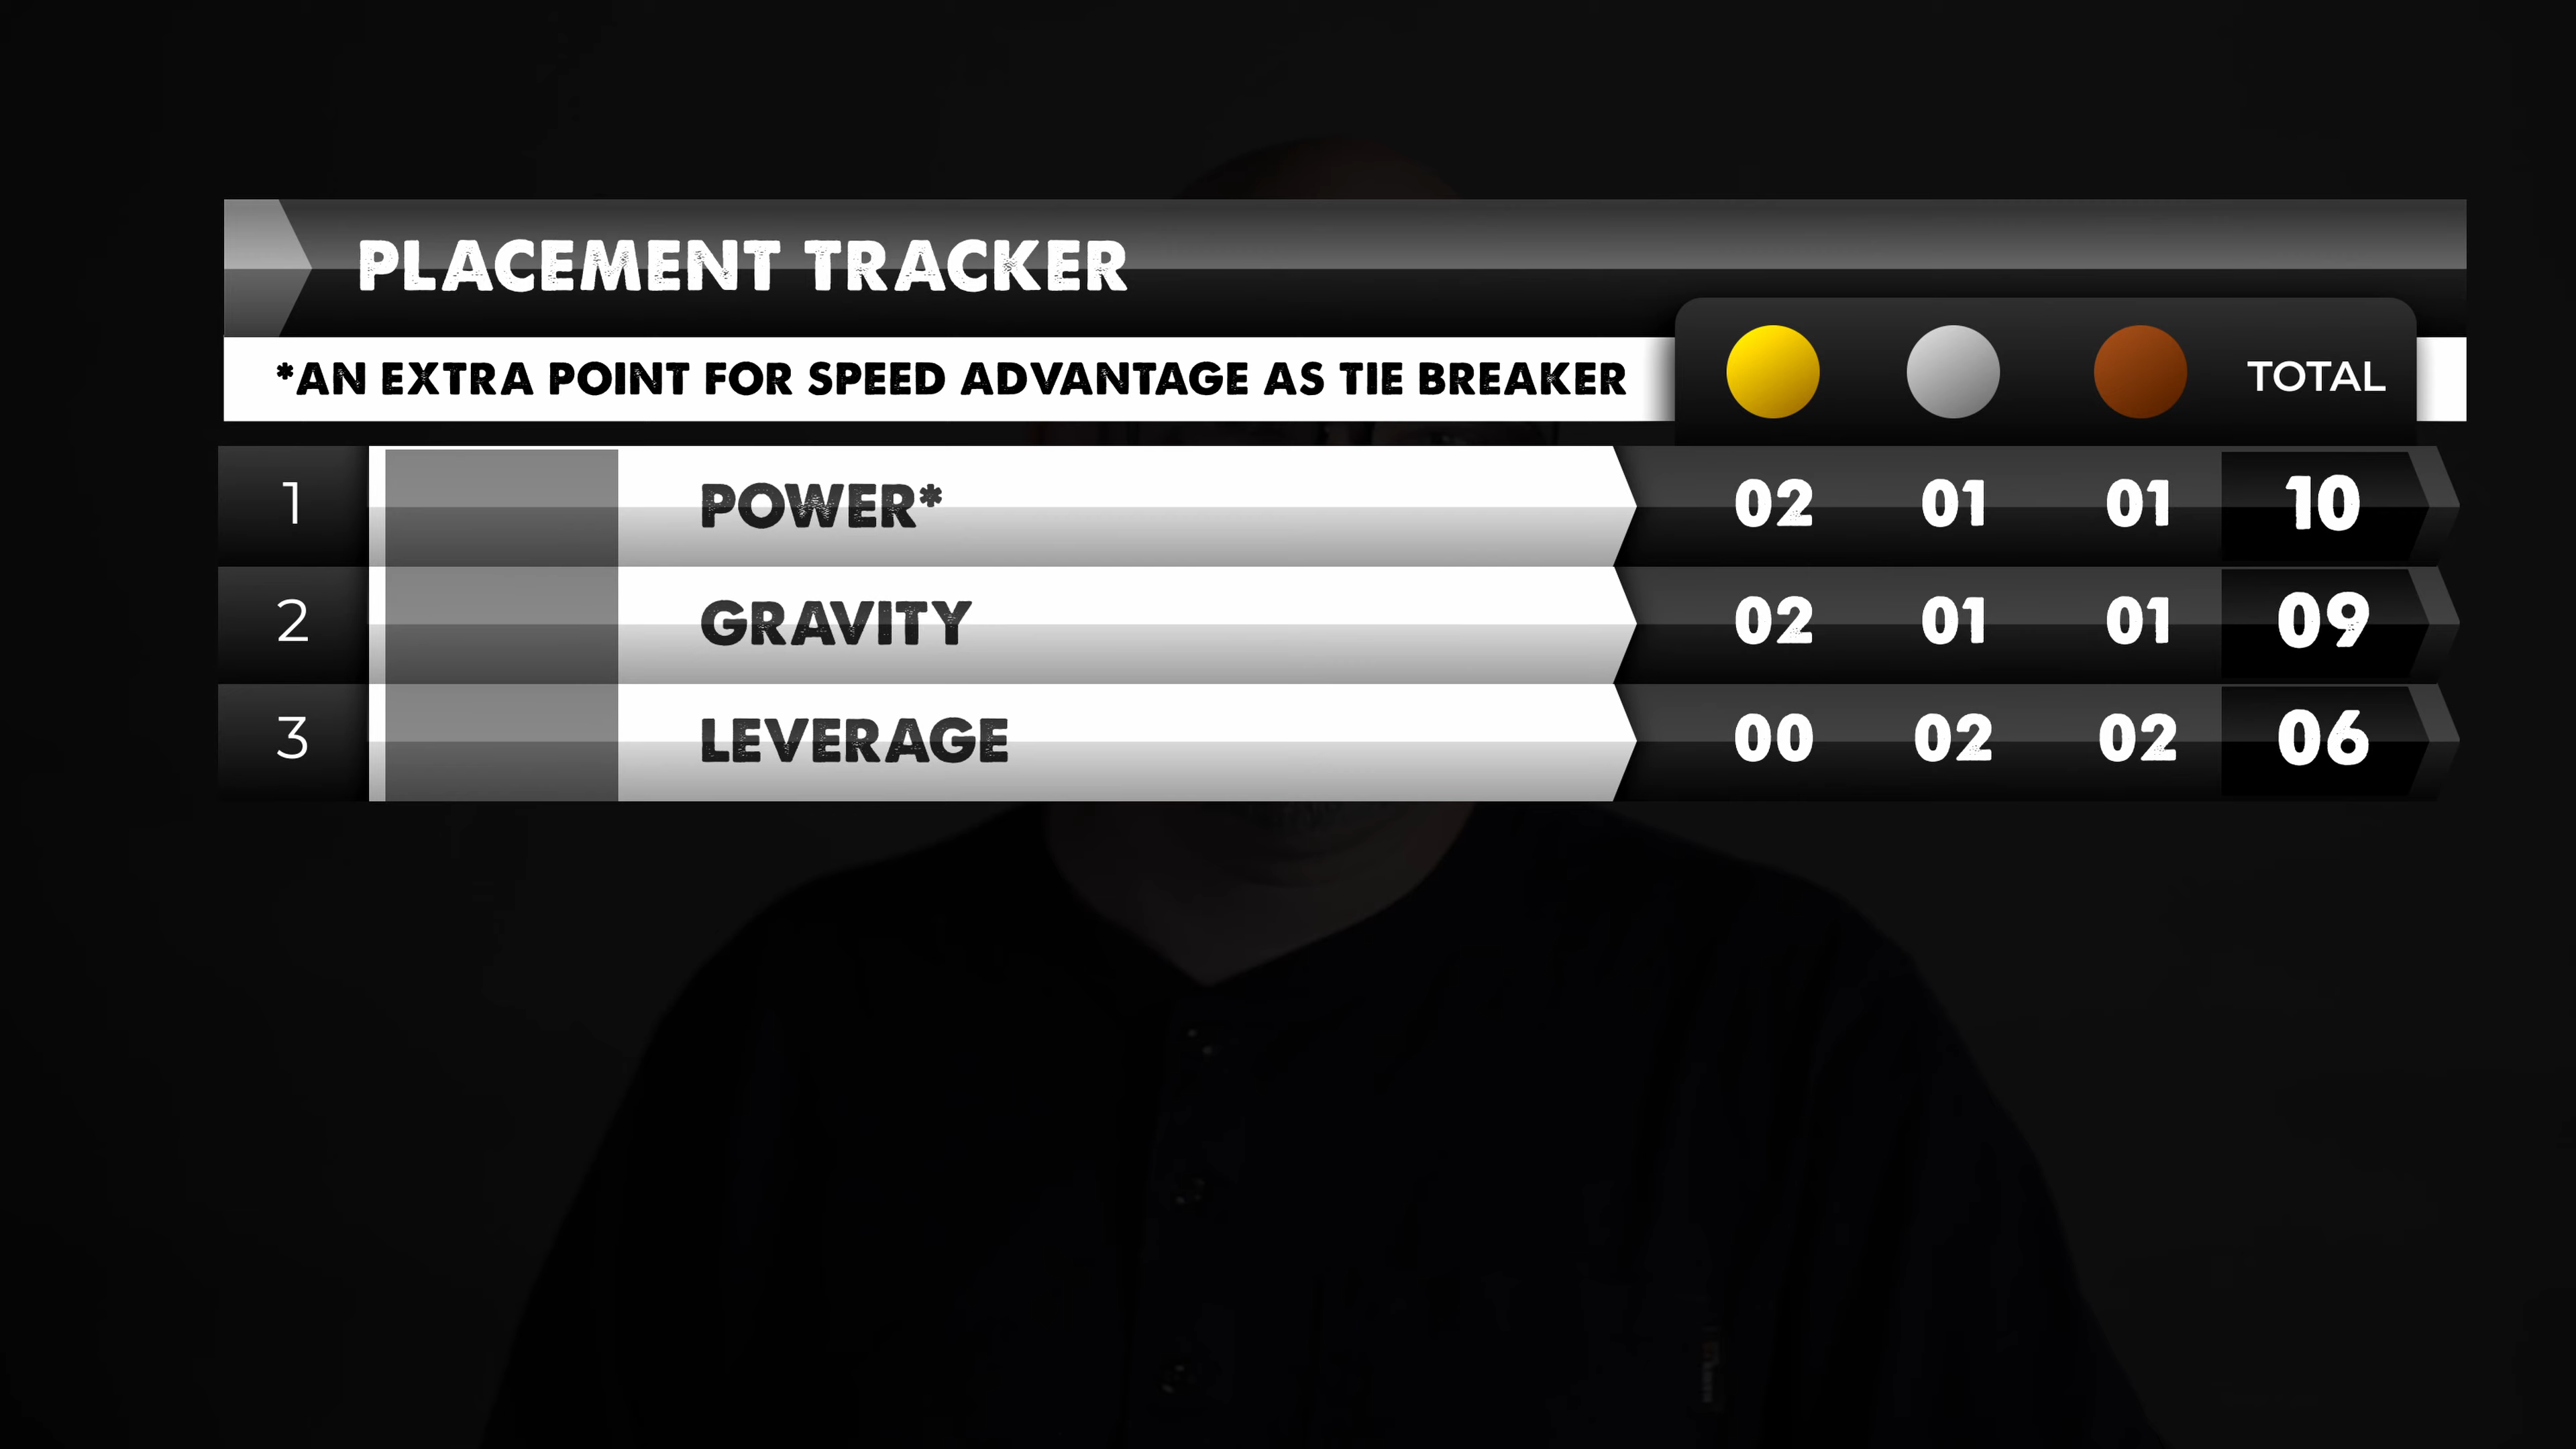 PLACEMENT TRACKER
*AN EXTRA POINT FOR SPEED ADVANTAGE AS TIE BREAKER TOTAL
1 POWER* 02 01 01 10
2 GRAVITY 02 01 01 09
3 LEVERAGE 00 02 02 06